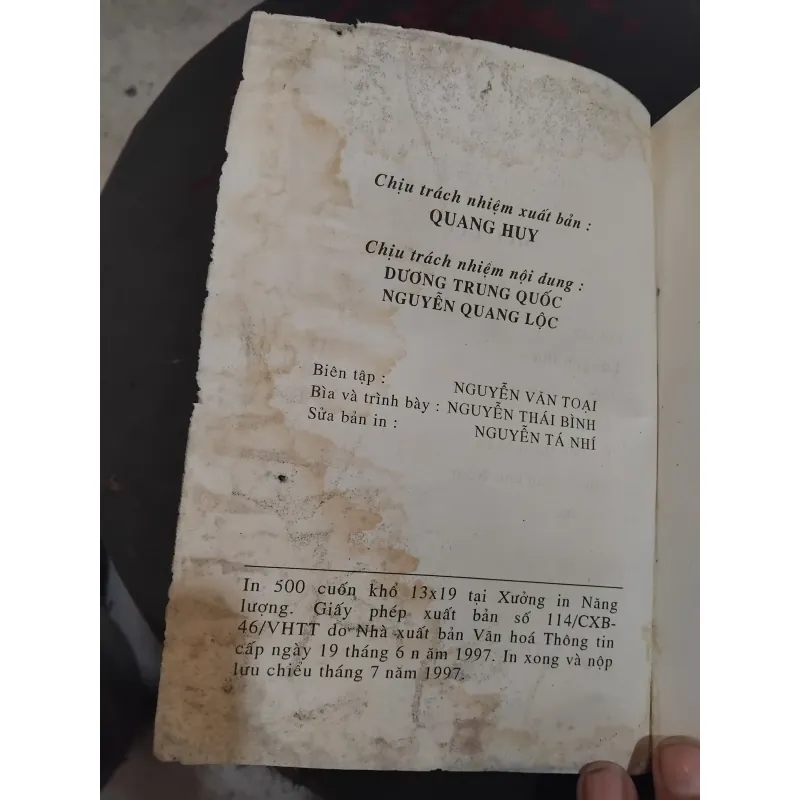 Chịu trách nhiệm xuất bản :
QUANG HUY
Chịu trách nhiệm nội dung :
DƯƠNG TRUNG QUỐC
NGUYỄN QUANG LỘC
Biên tập : NGUYỄN VĂN TOẠI
Bìa và trình bày : NGUYỄN THÁI BÌNH
Sửa bản in : NGUYỄN TÁ NHÍ
In 500 cuốn khổ 13x19 tại Xưởng in Năng
lượng. Giấy phép xuất bản số 114/CXB-
46/VHTT do Nhà xuất bản Văn hoá Thông tin
cấp ngày 19 tháng 6 n ăm 1997. In xong và nộp
lưu chiểu tháng 7 năm 1997.